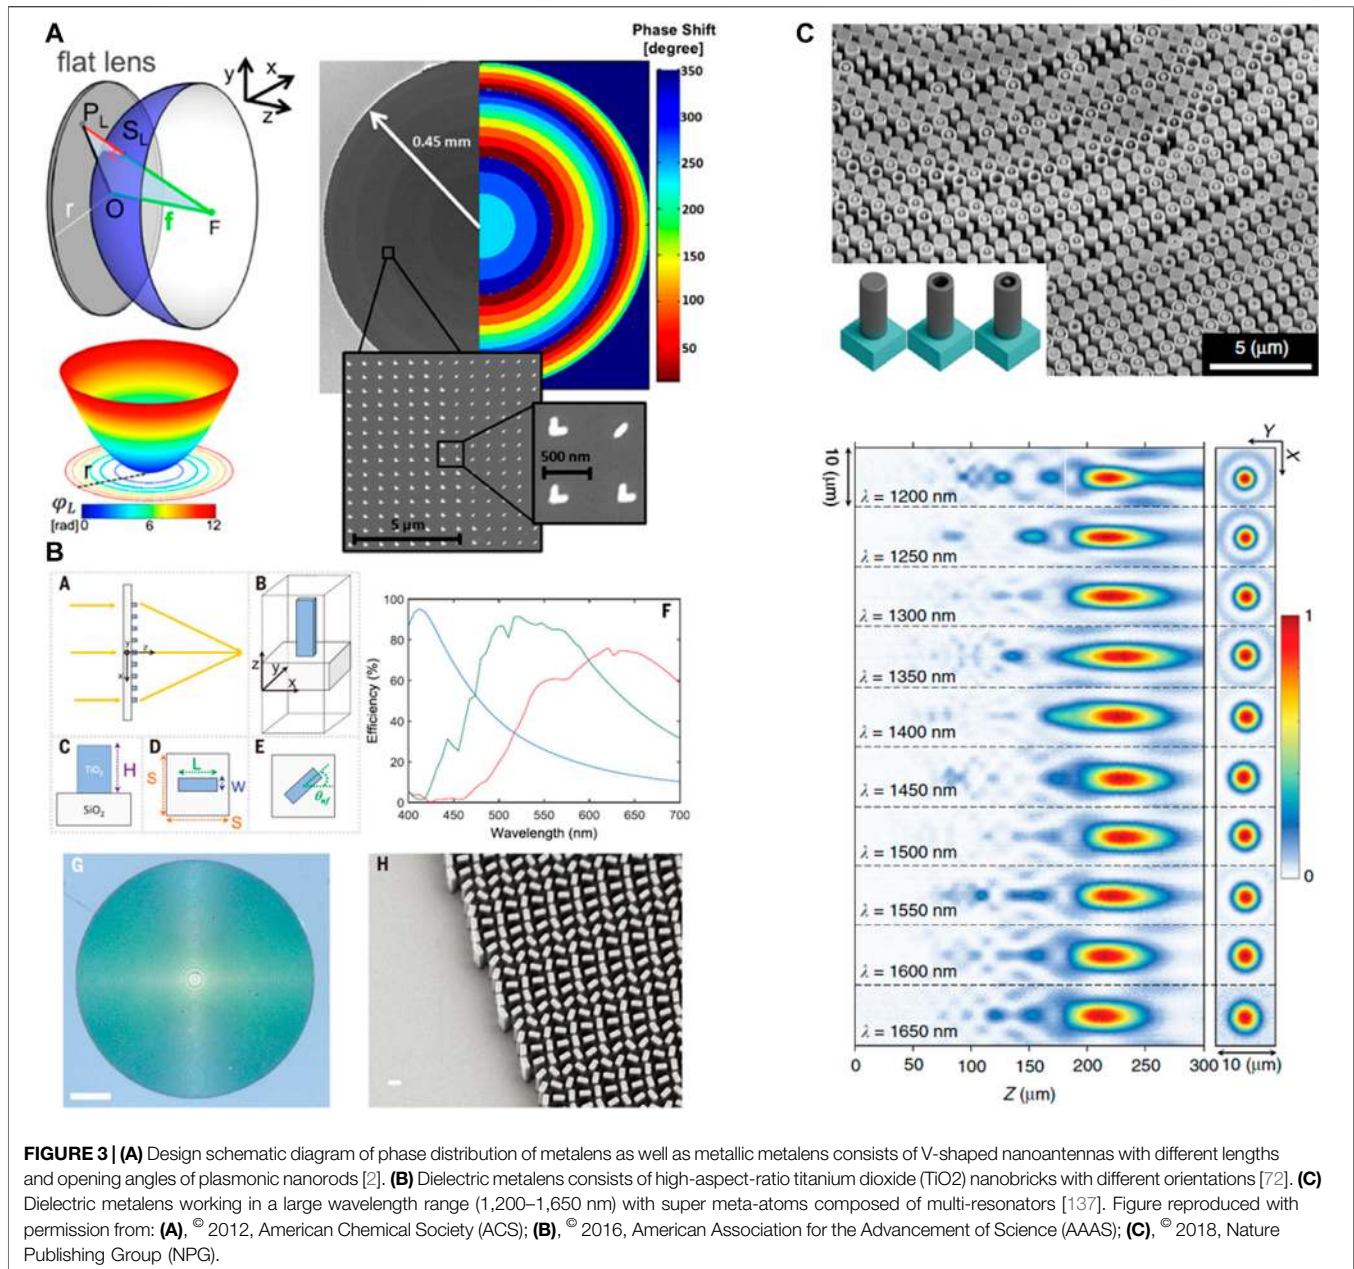 A
flat lens
y
x
z
P_L
S_L
r
O
f
F
r
φ_L
[rad] 0 6 12
0.45 mm
Phase Shift
[degree]
350
300
250
200
150
100
50
500 nm
5 µm
B
A
y
z
x
B
z
y
x
C
TiO₂
H
SiO₂
D
L
S
W
S
E
θ_nf
F
Efficiency (%)
100
80
60
40
20
0
400 450 500 550 600 650 700
Wavelength (nm)
G
H
C
5 (µm)
10 (µm)
Y
X
λ = 1200 nm
λ = 1250 nm
λ = 1300 nm
λ = 1350 nm
λ = 1400 nm
λ = 1450 nm
λ = 1500 nm
λ = 1550 nm
λ = 1600 nm
λ = 1650 nm
1
0
0 50 100 150 200 250 300
10 (µm)
Z (µm)
FIGURE 3 | (A) Design schematic diagram of phase distribution of metalens as well as metallic metalens consists of V-shaped nanoantennas with different lengths
and opening angles of plasmonic nanorods [2]. (B) Dielectric metalens consists of high-aspect-ratio titanium dioxide (TiO2) nanobricks with different orientations [72]. (C)
Dielectric metalens working in a large wavelength range (1,200–1,650 nm) with super meta-atoms composed of multi-resonators [137]. Figure reproduced with
permission from: (A), © 2012, American Chemical Society (ACS); (B), © 2016, American Association for the Advancement of Science (AAAS); (C), © 2018, Nature
Publishing Group (NPG).